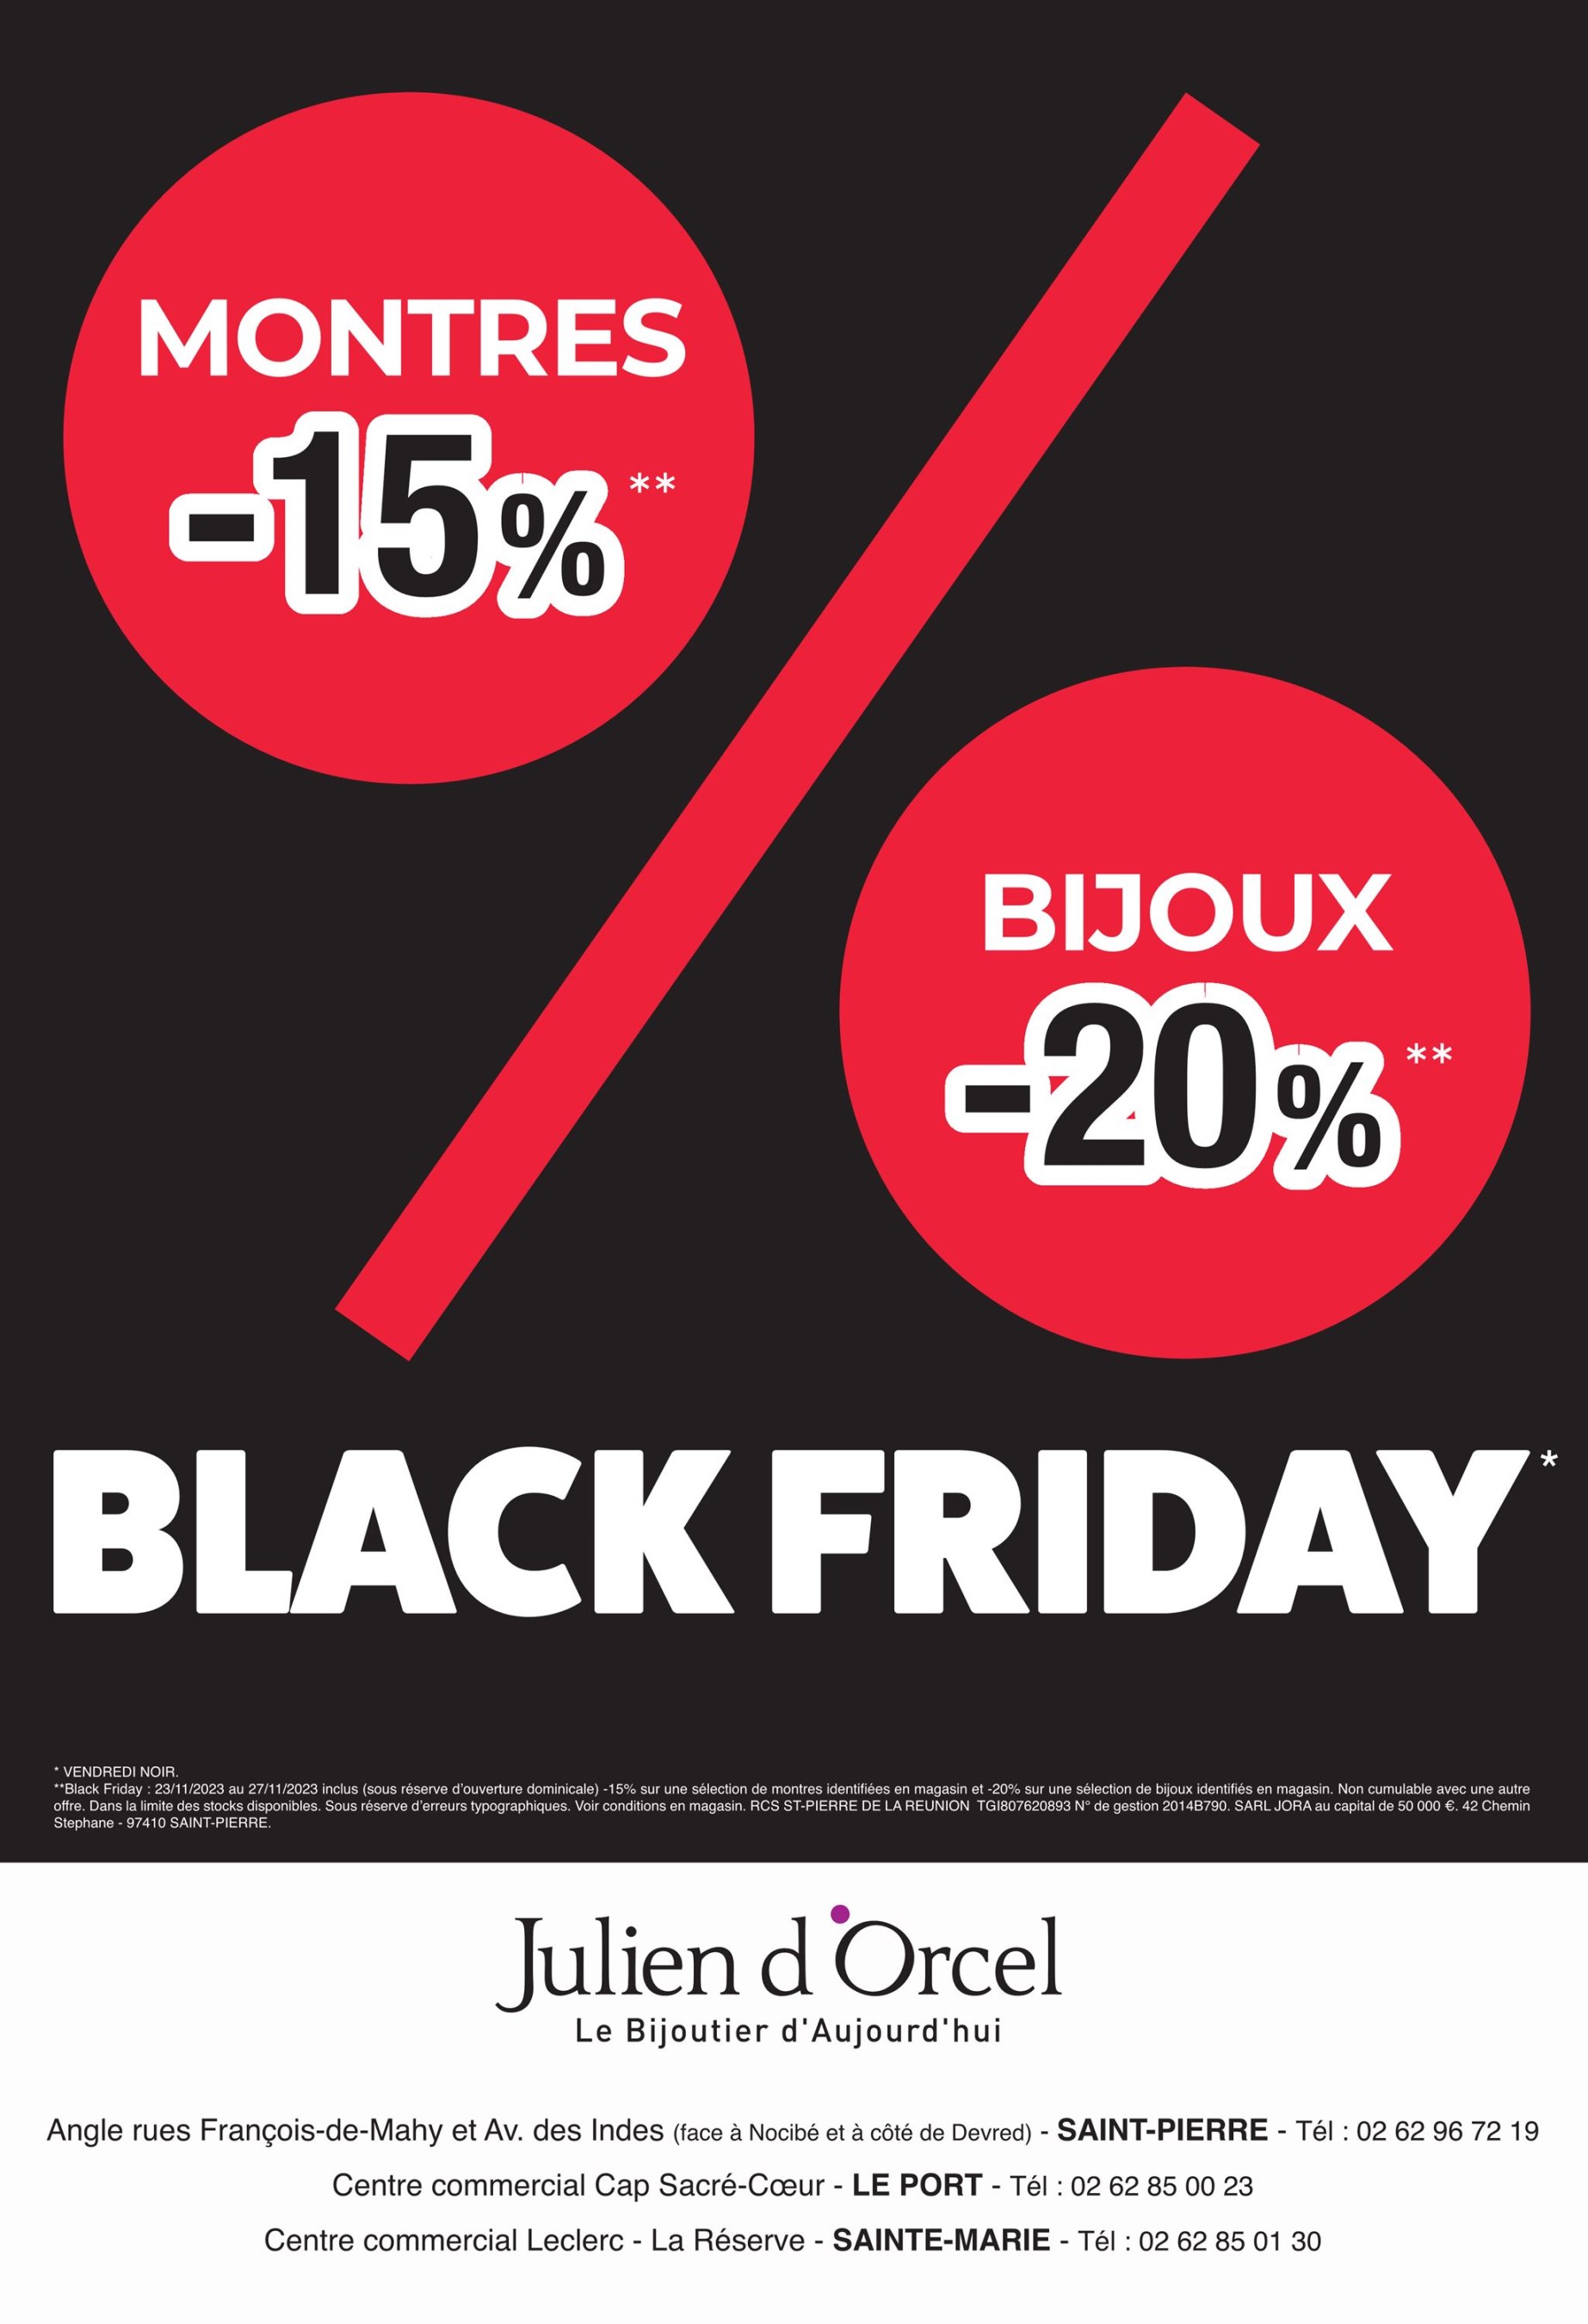 MONTRES
-15% **
BIJOUX
-20% **
BLACK FRIDAY*
* VENDREDI NOIR.
**Black Friday : 23/11/2023 au 27/11/2023 inclus (sous réserve d'ouverture dominicale) -15% sur une sélection de montres identifiées en magasin et -20% sur une sélection de bijoux identifiés en magasin. Non cumulable avec une autre
offre. Dans la limite des stocks disponibles. Sous réserve d'erreurs typographiques. Voir conditions en magasin. RCS ST-PIERRE DE LA REUNION TGI807620893 N° de gestion 2014B790. SARL JORA au capital de 50 000 €. 42 Chemin
Stephane - 97410 SAINT-PIERRE.
Julien d'Orcel
Le Bijoutier d'Aujourd'hui
Angle rues François-de-Mahy et Av. des Indes (face à Nocibé et à côté de Devred) - SAINT-PIERRE - Tél : 02 62 96 72 19
Centre commercial Cap Sacré-Cœur - LE PORT - Tél : 02 62 85 00 23
Centre commercial Leclerc - La Réserve - SAINTE-MARIE - Tél : 02 62 85 01 30